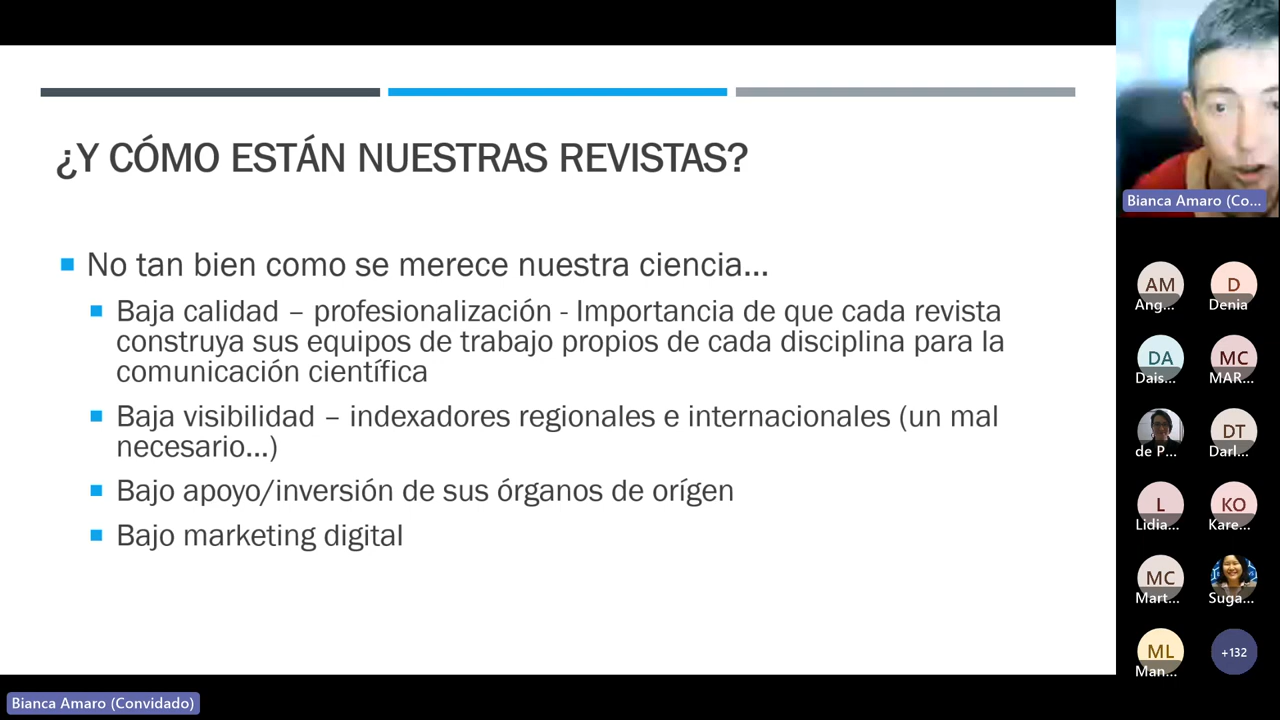 ¿Y CÓMO ESTÁN NUESTRAS REVISTAS?
No tan bien como se merece nuestra ciencia...
Baja calidad – profesionalización - Importancia de que cada revista
construya sus equipos de trabajo propios de cada disciplina para la
comunicación científica
Baja visibilidad – indexadores regionales e internacionales (un mal
necesario...)
Bajo apoyo/inversión de sus órganos de orígen
Bajo marketing digital
Bianca Amaro (Co...
AM
Ang...
D
Denia
DA
Dais...
MC
MAR...
de P...
DT
Darl...
L
Lidia...
KO
Kare...
MC
Mart...
Suga...
ML
Man...
+132
Bianca Amaro (Convidado)